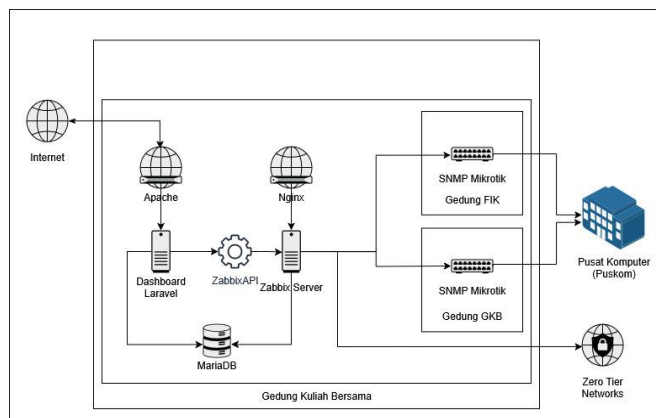 Internet
Apache
Nginx
SNMP Mikrotik
Gedung FIK
Dashboard
Laravel
ZabbixAPI
Zabbix Server
SNMP Mikrotik
Gedung GKB
Pusat Komputer
(Puskom)
MariaDB
Zero Tier
Networks
Gedung Kuliah Bersama